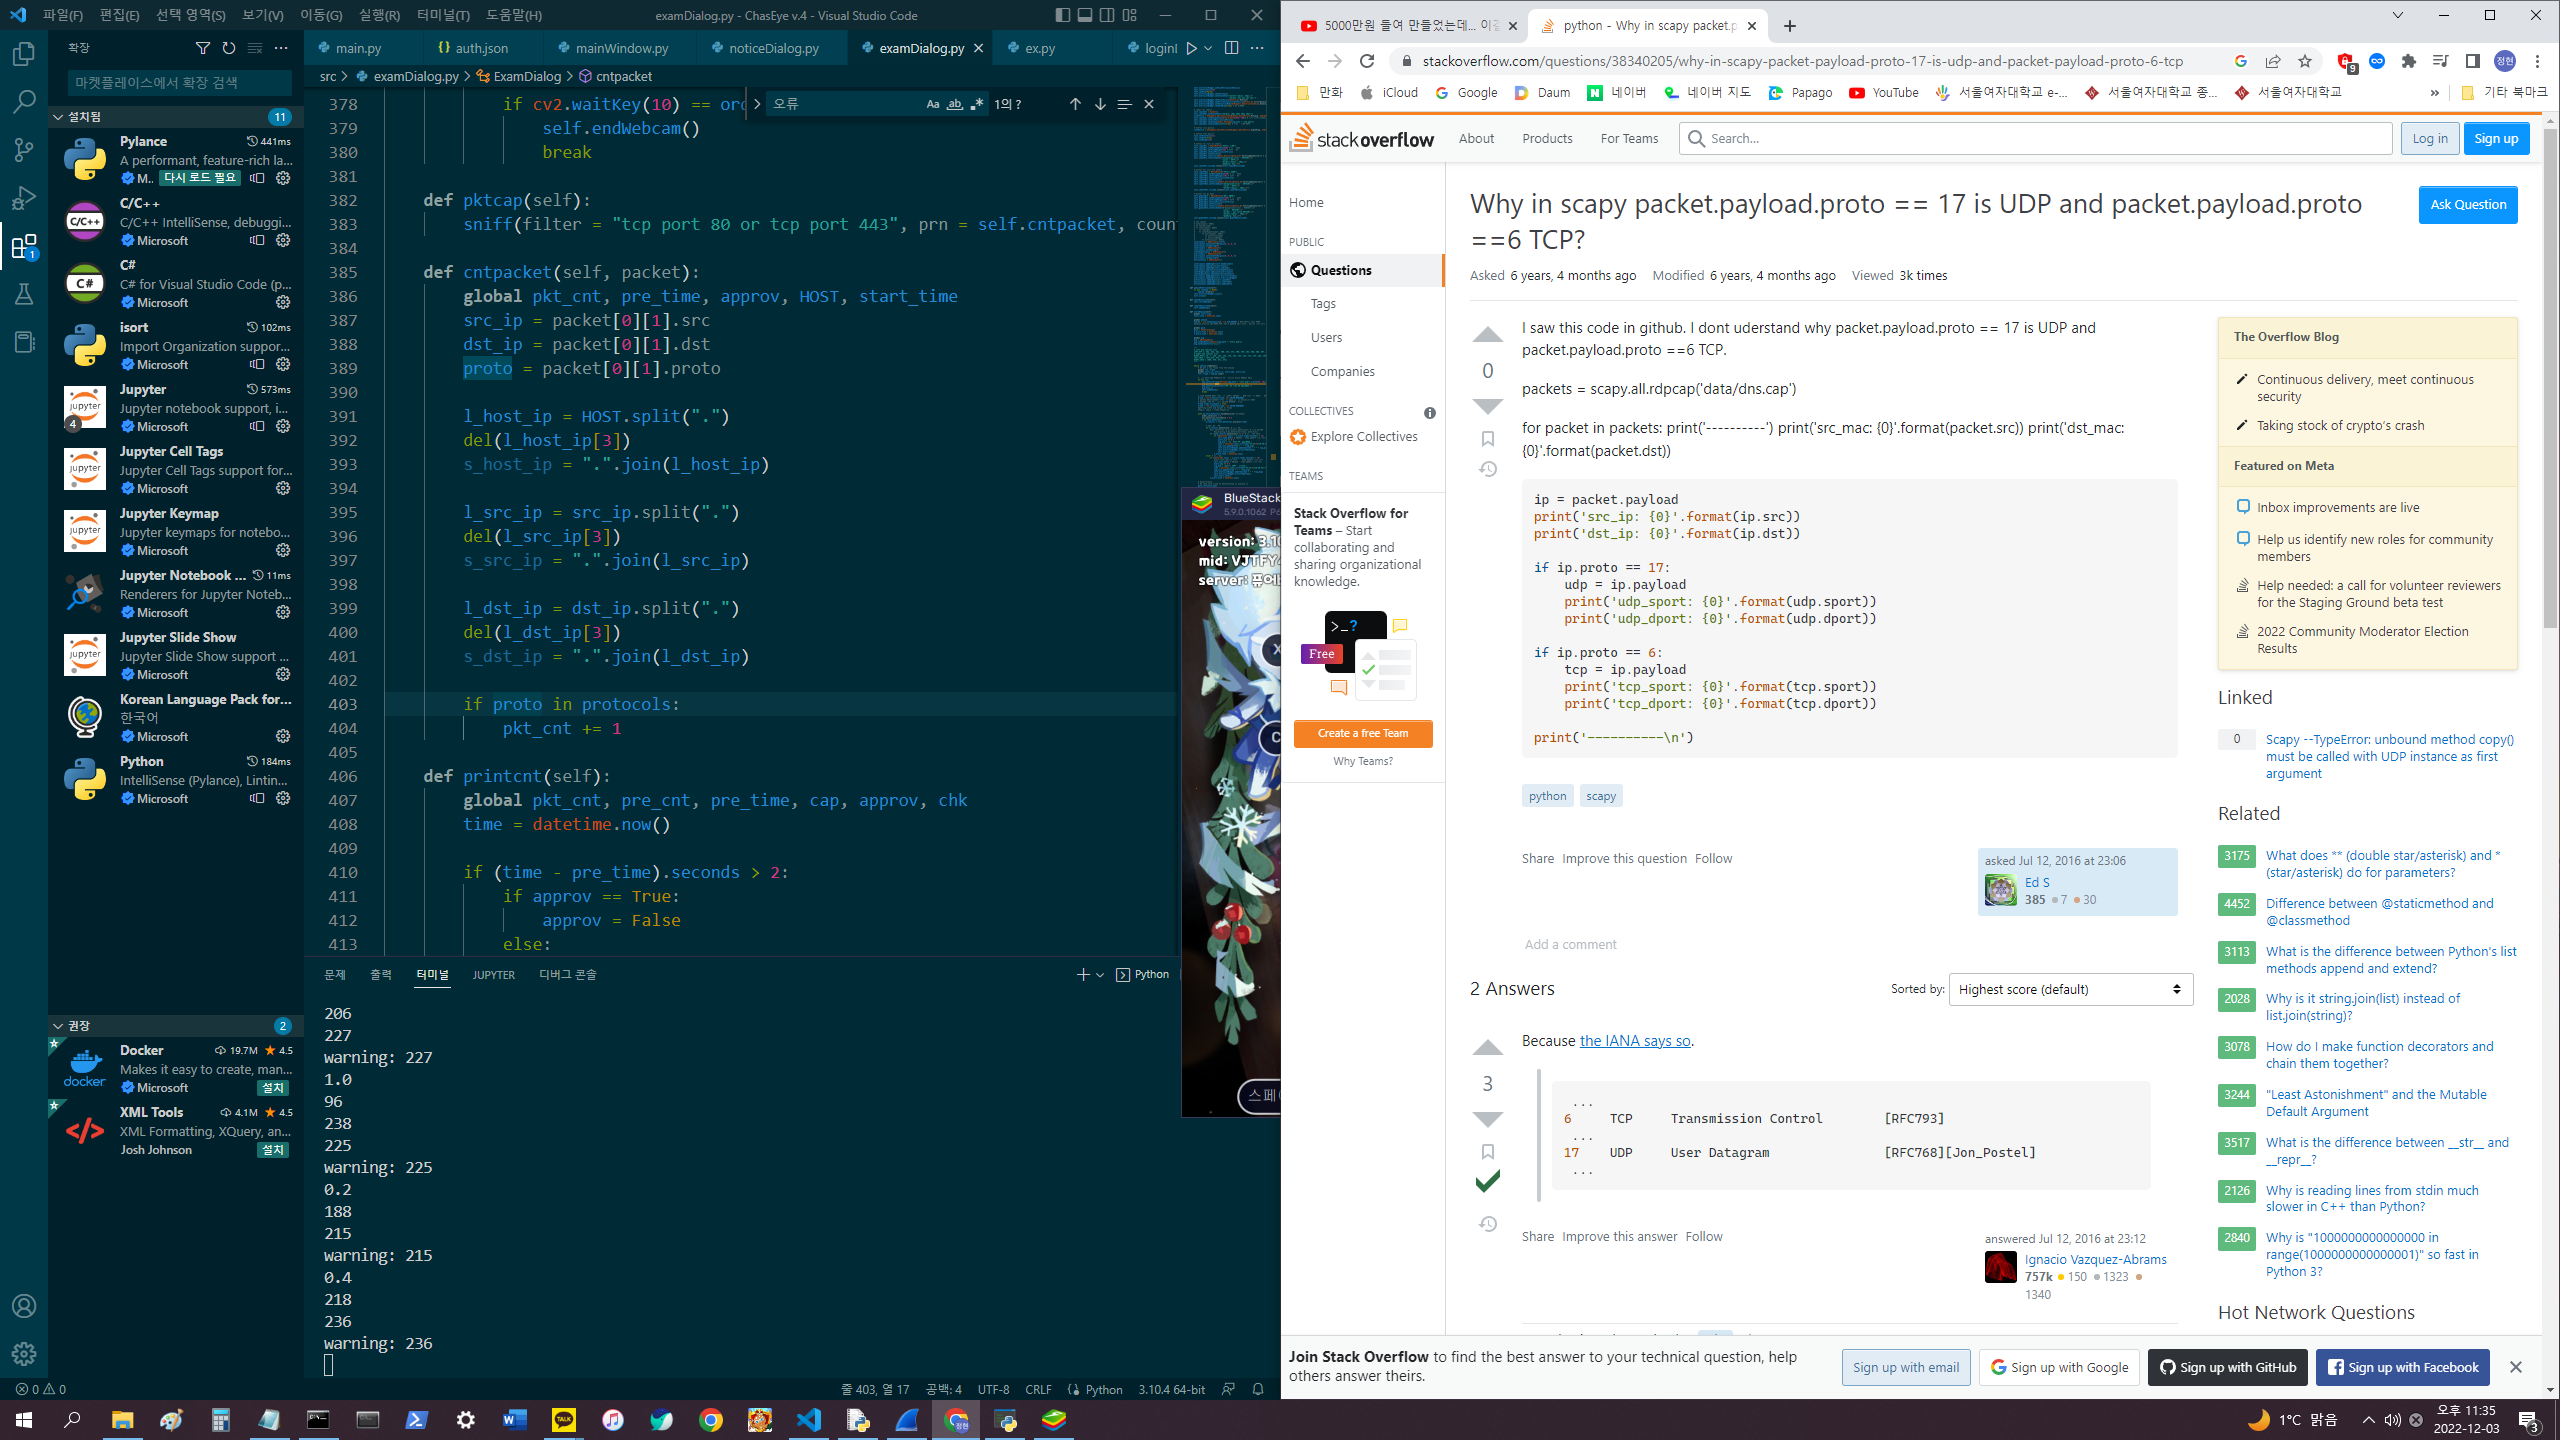 파일(F) 편집(E) 선택 영역(S) 보기(V) 이동(G) 실행(R) 터미널(T) 도움말(H) examDialog.py - ChasEye v.4 - Visual Studio Code
확장
마켓플레이스에서 확장 검색
설치됨 11
Pylance 441ms
A performant, feature-rich la...
M.. 다시 로드 필요
C/C++
C/C++ IntelliSense, debuggi...
Microsoft
C#
C# for Visual Studio Code (p...
Microsoft
isort 102ms
Import Organization suppor...
Microsoft
Jupyter 573ms
Jupyter notebook support, i...
Microsoft
Jupyter Cell Tags
Jupyter Cell Tags support for...
Microsoft
Jupyter Keymap
Jupyter keymaps for notebo...
Microsoft
Jupyter Notebook ... 11ms
Renderers for Jupyter Noteb...
Microsoft
Jupyter Slide Show
Jupyter Slide Show support ...
Microsoft
Korean Language Pack for...
한국어
Microsoft
Python 184ms
IntelliSense (Pylance), Lintin...
Microsoft
권장 2
Docker 19.7M 4.5
Makes it easy to create, man...
Microsoft 설치
XML Tools 4.1M 4.5
XML Formatting, XQuery, an...
Josh Johnson 설치
main.py auth.json mainWindow.py noticeDialog.py examDialog.py ex.py loginI
src > examDialog.py > ExamDialog > cntpacket
오류 Aa ab 1의 ?
378 if cv2.waitKey(10) == ord
379 self.endWebcam()
380 break
381
382 def pktcap(self):
383 sniff(filter = "tcp port 80 or tcp port 443", prn = self.cntpacket, coun
384
385 def cntpacket(self, packet):
386 global pkt_cnt, pre_time, approv, HOST, start_time
387 src_ip = packet[0][1].src
388 dst_ip = packet[0][1].dst
389 proto = packet[0][1].proto
390
391 l_host_ip = HOST.split(".")
392 del(l_host_ip[3])
393 s_host_ip = ".".join(l_host_ip)
394
395 l_src_ip = src_ip.split(".")
396 del(l_src_ip[3])
397 s_src_ip = ".".join(l_src_ip)
398
399 l_dst_ip = dst_ip.split(".")
400 del(l_dst_ip[3])
401 s_dst_ip = ".".join(l_dst_ip)
402
403 if proto in protocols:
404 pkt_cnt += 1
405
406 def printcnt(self):
407 global pkt_cnt, pre_cnt, pre_time, cap, approv, chk
408 time = datetime.now()
409
410 if (time - pre_time).seconds > 2:
411 if approv == True:
412 approv = False
413 else:
BlueStack
5.9.0.1062 P6
version: 3.10
mid: VJTFY4
server: 퓨어
스페
문제 출력 터미널 JUPYTER 디버그 콘솔 Python
206
227
warning: 227
1.0
96
238
225
warning: 225
0.2
188
215
warning: 215
0.4
218
236
warning: 236
0 0 줄 403, 열 17 공백: 4 UTF-8 CRLF Python 3.10.4 64-bit
5000만원 들여 만들었는데... 이걸 python - Why in scapy packet.p
stackoverflow.com/questions/38340205/why-in-scapy-packet-payload-proto-17-is-udp-and-packet-payload-proto-6-tcp
만화 iCloud Google Daum 네이버 네이버 지도 Papago YouTube 서울여자대학교 e-... 서울여자대학교 종... 서울여자대학교 » 기타 북마크
stackoverflow About Products For Teams Search... Log in Sign up
Home
PUBLIC
Questions
Tags
Users
Companies
COLLECTIVES
Explore Collectives
TEAMS
Stack Overflow for
Teams – Start
collaborating and
sharing organizational
knowledge.
>_?
Free
Create a free Team
Why Teams?
Why in scapy packet.payload.proto == 17 is UDP and packet.payload.proto
==6 TCP?
Ask Question
Asked 6 years, 4 months ago Modified 6 years, 4 months ago Viewed 3k times
0
I saw this code in github. I dont uderstand why packet.payload.proto == 17 is UDP and
packet.payload.proto ==6 TCP.
packets = scapy.all.rdpcap('data/dns.cap')
for packet in packets: print('----------') print('src_mac: {0}'.format(packet.src)) print('dst_mac:
{0}'.format(packet.dst))
ip = packet.payload
print('src_ip: {0}'.format(ip.src))
print('dst_ip: {0}'.format(ip.dst))
if ip.proto == 17:
udp = ip.payload
print('udp_sport: {0}'.format(udp.sport))
print('udp_dport: {0}'.format(udp.dport))
if ip.proto == 6:
tcp = ip.payload
print('tcp_sport: {0}'.format(tcp.sport))
print('tcp_dport: {0}'.format(tcp.dport))
print('----------\n')
python scapy
Share Improve this question Follow
asked Jul 12, 2016 at 23:06
Ed S
385 7 30
Add a comment
2 Answers Sorted by: Highest score (default)
3
Because the IANA says so.
...
6 TCP Transmission Control [RFC793]
...
17 UDP User Datagram [RFC768][Jon_Postel]
...
Share Improve this answer Follow
answered Jul 12, 2016 at 23:12
Ignacio Vazquez-Abrams
757k 150 1323
1340
The Overflow Blog
Continuous delivery, meet continuous
security
Taking stock of crypto's crash
Featured on Meta
Inbox improvements are live
Help us identify new roles for community
members
Help needed: a call for volunteer reviewers
for the Staging Ground beta test
2022 Community Moderator Election
Results
Linked
0 Scapy --TypeError: unbound method copy()
must be called with UDP instance as first
argument
Related
3175 What does ** (double star/asterisk) and *
(star/asterisk) do for parameters?
4452 Difference between @staticmethod and
@classmethod
3113 What is the difference between Python's list
methods append and extend?
2028 Why is it string.join(list) instead of
list.join(string)?
3078 How do I make function decorators and
chain them together?
3244 "Least Astonishment" and the Mutable
Default Argument
3517 What is the difference between __str__ and
__repr__?
2126 Why is reading lines from stdin much
slower in C++ than Python?
2840 Why is "1000000000000000 in
range(1000000000000001)" so fast in
Python 3?
Hot Network Questions
Join Stack Overflow to find the best answer to your technical question, help
others answer theirs.
Sign up with email Sign up with Google Sign up with GitHub Sign up with Facebook
1°C 맑음 오후 11:35
2022-12-03 3